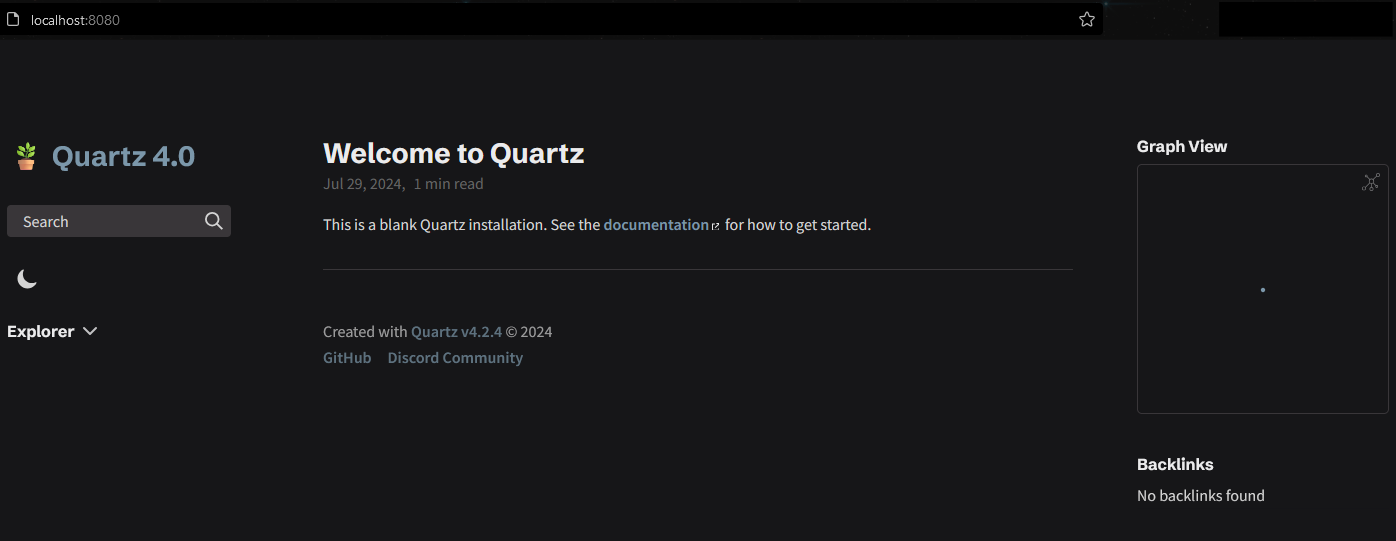 localhost:8080
Quartz 4.0
Search
Explorer
Welcome to Quartz
Jul 29, 2024, 1 min read
This is a blank Quartz installation. See the documentation for how to get started.
Created with Quartz v4.2.4 © 2024
GitHub Discord Community
Graph View
Backlinks
No backlinks found